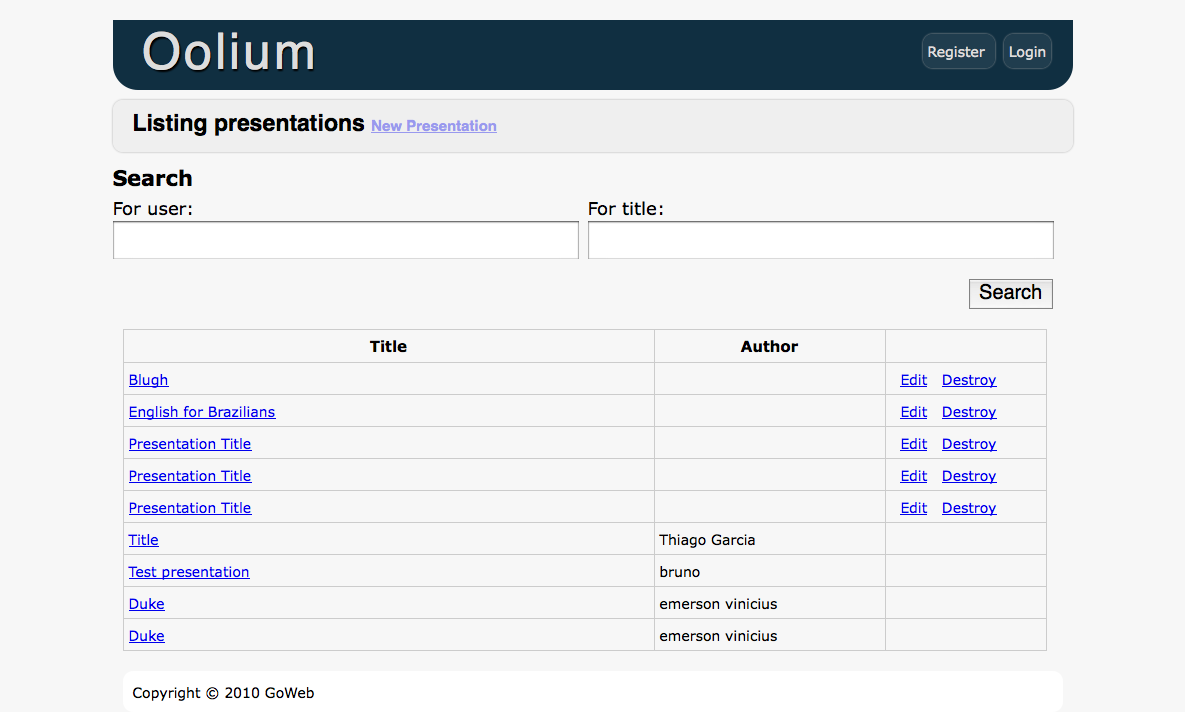 Oolium
Register Login
Listing presentations New Presentation
Search
For user: For title:
Search
Title Author
Blugh Edit Destroy
English for Brazilians Edit Destroy
Presentation Title Edit Destroy
Presentation Title Edit Destroy
Presentation Title Edit Destroy
Title Thiago Garcia
Test presentation bruno
Duke emerson vinicius
Duke emerson vinicius
Copyright © 2010 GoWeb